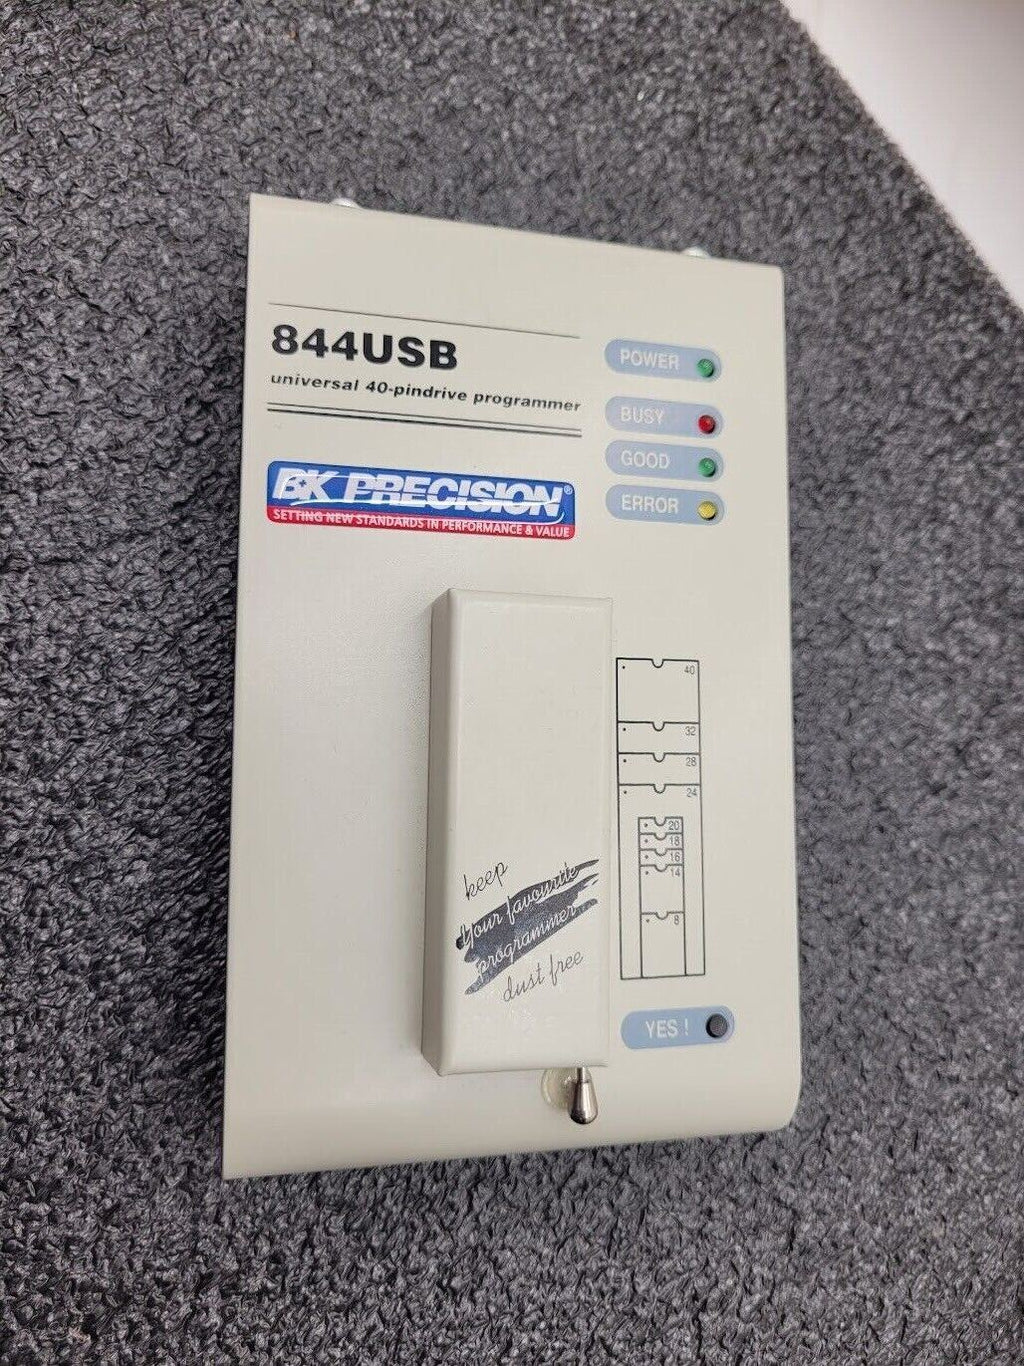 844USB
universal 40-pindrive programmer
POWER
BUSY
GOOD
ERROR
BK PRECISION®
SETTING NEW STANDARDS IN PERFORMANCE & VALUE
40
32
28
24
20
18
16
14
8
keep
your favourite
programmer
dust free
YES !